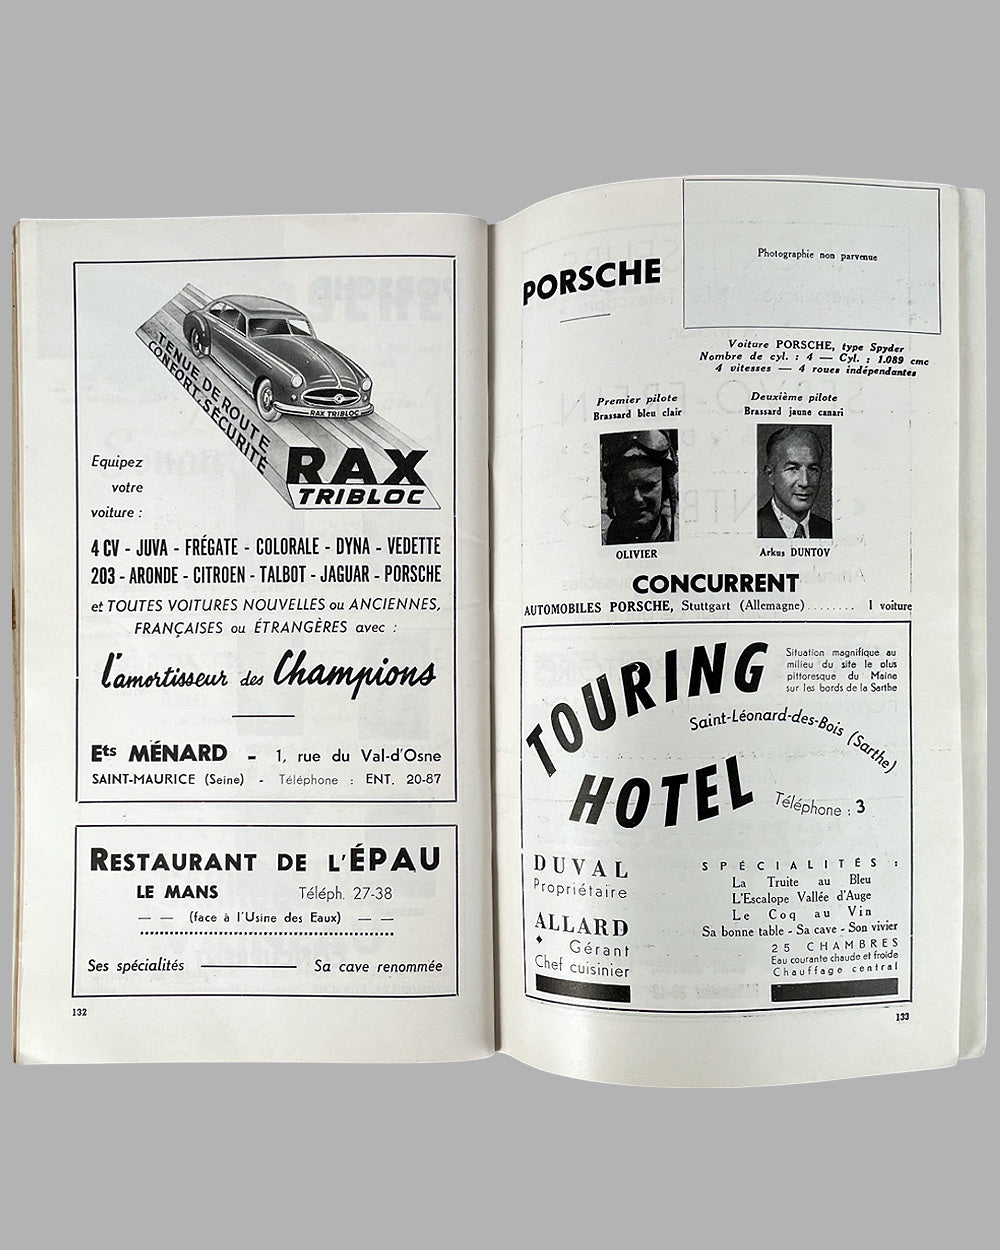 TENUE DE ROUTE
CONFORT-SÉCURITÉ
RAX TRIBLOC
RAX
TRIBLOC
Equipez
votre
voiture :
4 CV - JUVA - FRÉGATE - COLORALE - DYNA - VEDETTE
203 - ARONDE - CITROEN - TALBOT - JAGUAR - PORSCHE
et TOUTES VOITURES NOUVELLES ou ANCIENNES,
FRANÇAISES ou ÉTRANGÈRES avec :
l'amortisseur des Champions
Ets MÉNARD - 1, rue du Val-d'Osne
SAINT-MAURICE (Seine) - Téléphone : ENT. 20-87
RESTAURANT DE L'ÉPAU
LE MANS Téléph. 27-38
— — (face à l'Usine des Eaux) — —
Ses spécialités ——— Sa cave renommée
132
Photographie non parvenue
PORSCHE
Voiture PORSCHE, type Spyder
Nombre de cyl. : 4 — Cyl. : 1.089 cmc
4 vitesses — 4 roues indépendantes
Premier pilote
Brassard bleu clair
OLIVIER
Deuxième pilote
Brassard jaune canari
Arkus DUNTOV
CONCURRENT
AUTOMOBILES PORSCHE, Stuttgart (Allemagne)........ 1 voiture
TOURING
HOTEL
Situation magnifique au
milieu du site le plus
pittoresque du Maine
sur les bords de la Sarthe
Saint-Léonard-des-Bois (Sarthe)
Téléphone : 3
DUVAL
Propriétaire
ALLARD
Gérant
Chef cuisinier
SPÉCIALITÉS :
La Truite au Bleu
L'Escalope Vallée d'Auge
Le Coq au Vin
Sa bonne table - Sa cave - Son vivier
25 CHAMBRES
Eau courante chaude et froide
Chauffage central
133